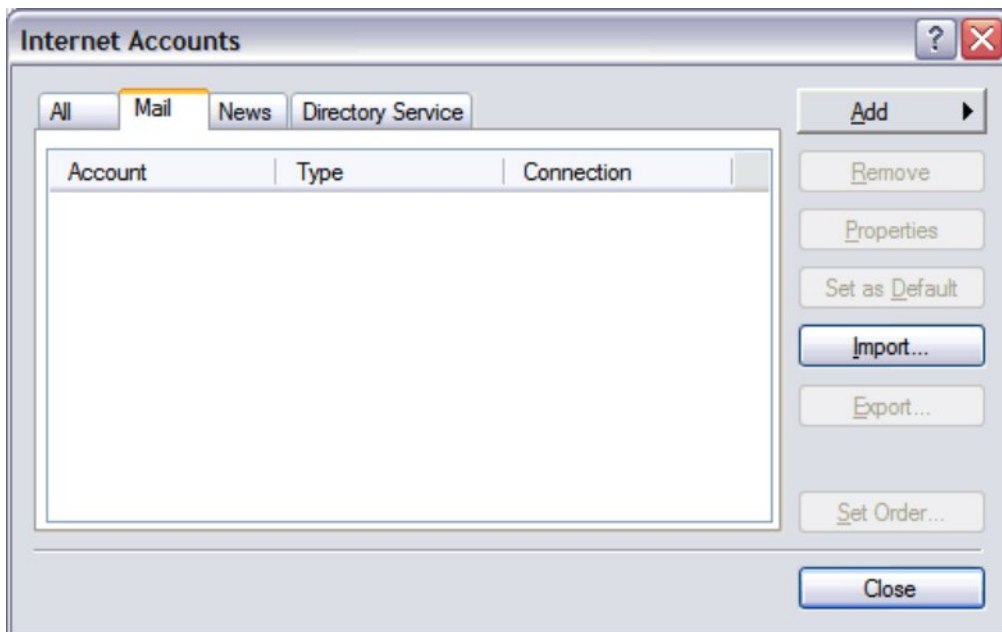 Internet Accounts
?
All Mail News Directory Service
Add
Account Type Connection
Remove
Properties
Set as Default
Import...
Export...
Set Order...
Close